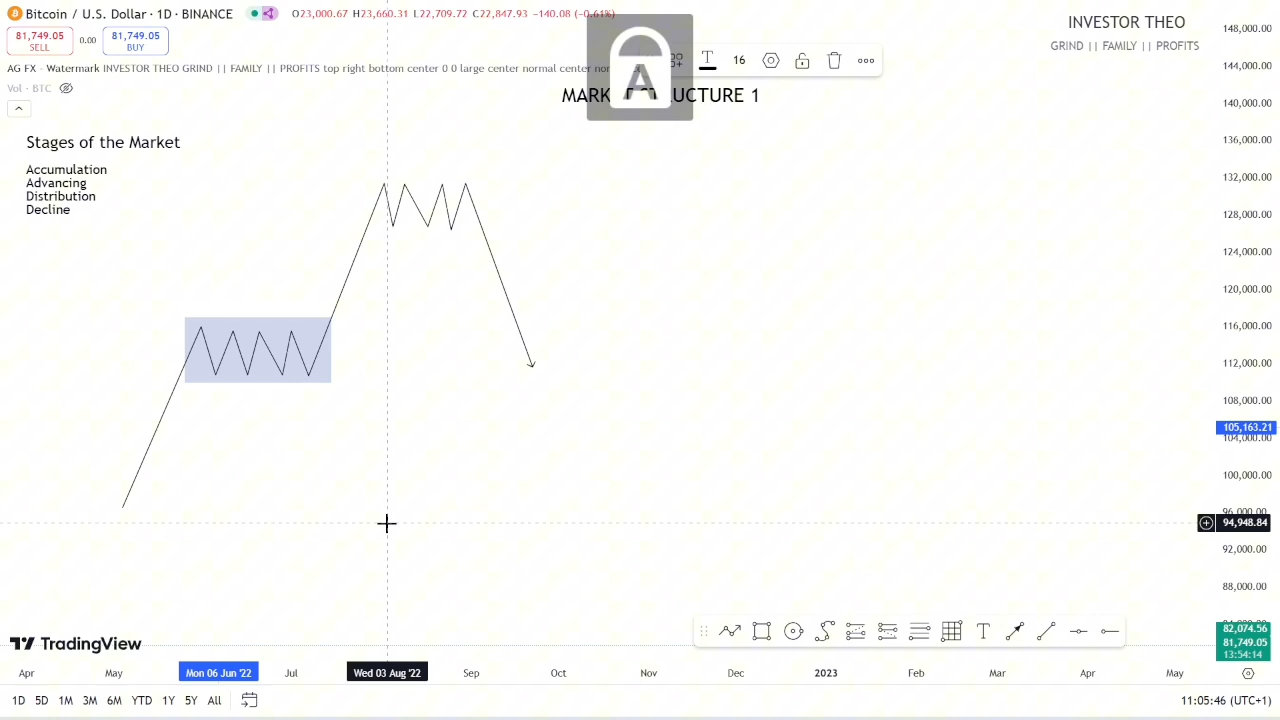 Bitcoin / U.S. Dollar · 1D · BINANCE O23,000.67 H23,660.31 L22,709.72 C22,847.93 −140.08 (−0.61%)
81,749.05 SELL 0.00 81,749.05 BUY
AG FX - Watermark INVESTOR THEO GRIND || FAMILY || PROFITS top right bottom center 0 0 large center normal center
Vol · BTC
INVESTOR THEO
GRIND || FAMILY || PROFITS
16
A
Stages of the Market
Accumulation
Advancing
Distribution
Decline
148,000.00
144,000.00
140,000.00
136,000.00
132,000.00
128,000.00
124,000.00
120,000.00
116,000.00
112,000.00
108,000.00
105,163.21
104,000.00
100,000.00
96,000.00
94,948.84
92,000.00
88,000.00
82,074.56
81,749.05
13:54:14
T
TradingView
Apr May Mon 06 Jun '22 Jul Wed 03 Aug '22 Sep Oct Nov Dec 2023 Feb Mar Apr May
1D 5D 1M 3M 6M YTD 1Y 5Y All 11:05:46 (UTC+1)